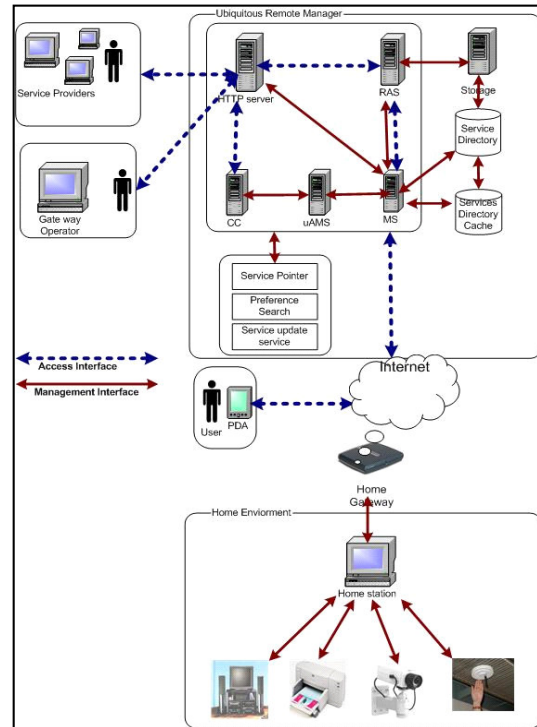 Ubiquitous Remote Manager
Service Providers
HTTP server
RAS
Storage
Service
Directory
Gate way
Operator
CC
uAMS
MS
Services
Directory
Cache
Service Pointer
Preference
Search
Service update
service
Access Interface
Management Interface
Internet
User
PDA
Home
Gateway
Home Enviorment
Home station